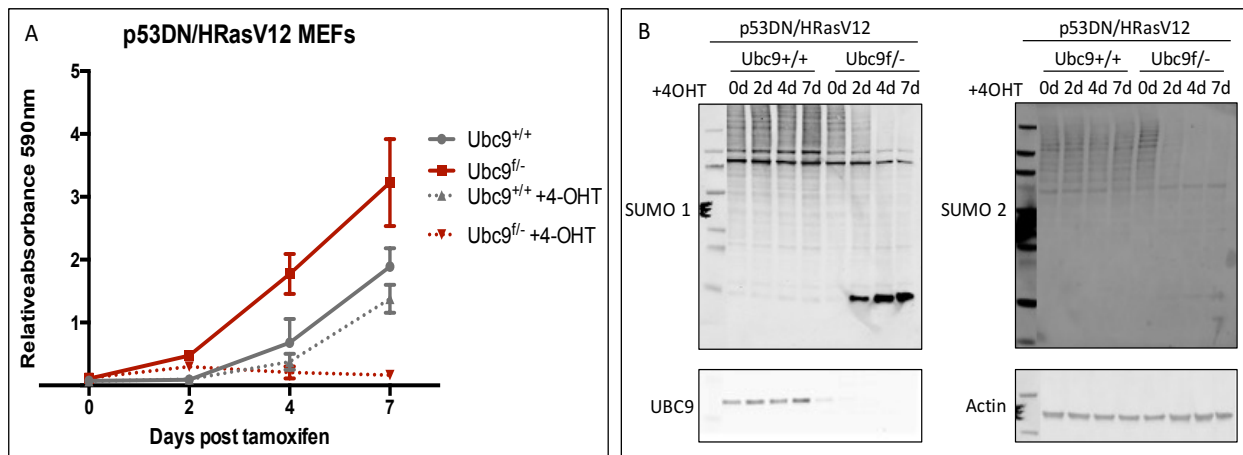 A
p53DN/HRasV12 MEFs
Relativeabsorbance 590nm
5
4
3
2
1
0 2 4 7
Days post tamoxifen
Ubc9+/+
Ubc9f/-
Ubc9+/+ +4-OHT
Ubc9f/- +4-OHT
B
p53DN/HRasV12
Ubc9+/+ Ubc9f/-
+4OHT 0d 2d 4d 7d 0d 2d 4d 7d
SUMO 1
UBC9
p53DN/HRasV12
Ubc9+/+ Ubc9f/-
+4OHT 0d 2d 4d 7d 0d 2d 4d 7d
SUMO 2
Actin